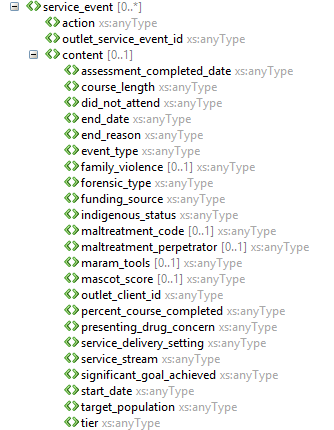 service_event [0..*]
action xs:anyType
outlet_service_event_id xs:anyType
content [0..1]
assessment_completed_date xs:anyType
course_length xs:anyType
did_not_attend xs:anyType
end_date xs:anyType
end_reason xs:anyType
event_type xs:anyType
family_violence [0..1] xs:anyType
forensic_type xs:anyType
funding_source xs:anyType
indigenous_status xs:anyType
maltreatment_code [0..1] xs:anyType
maltreatment_perpetrator [0..1] xs:anyType
maram_tools [0..1] xs:anyType
mascot_score [0..1] xs:anyType
outlet_client_id xs:anyType
percent_course_completed xs:anyType
presenting_drug_concern xs:anyType
service_delivery_setting xs:anyType
service_stream xs:anyType
significant_goal_achieved xs:anyType
start_date xs:anyType
target_population xs:anyType
tier xs:anyType